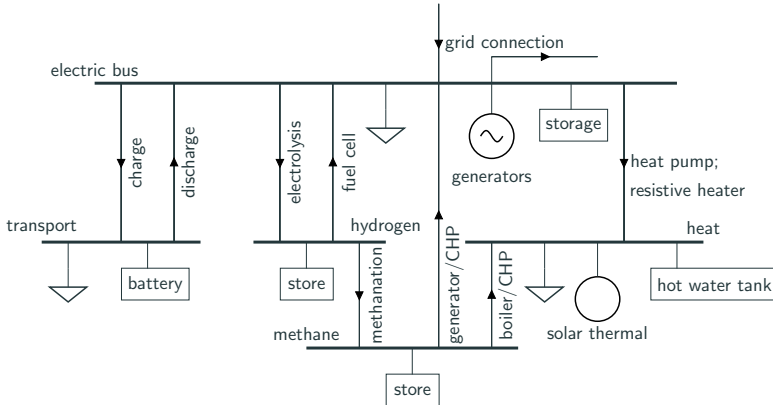 grid connection
electric bus
storage
generators
charge
discharge
electrolysis
fuel cell
heat pump;
resistive heater
transport
hydrogen
heat
battery
store
methanation
generator/CHP
boiler/CHP
hot water tank
solar thermal
methane
store